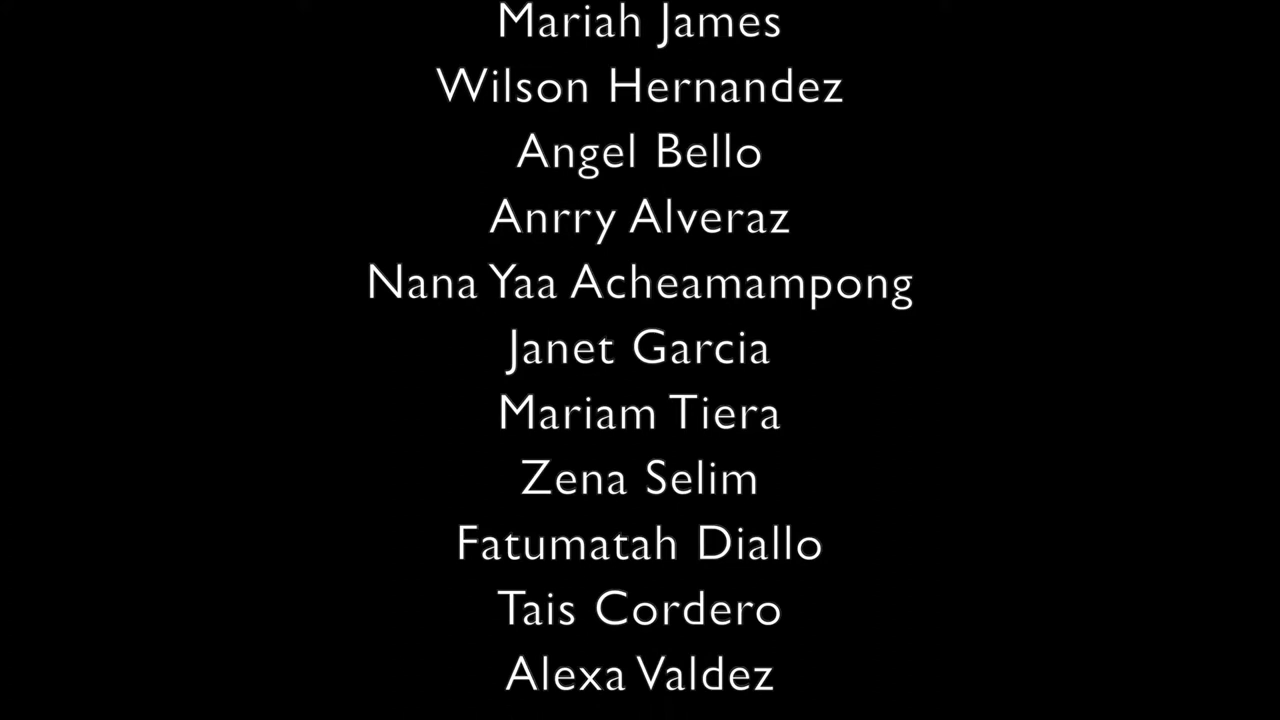 Mariah James
Wilson Hernandez
Angel Bello
Anrry Alveraz
Nana Yaa Acheamampong
Janet Garcia
Mariam Tiera
Zena Selim
Fatumatah Diallo
Tais Cordero
Alexa Valdez